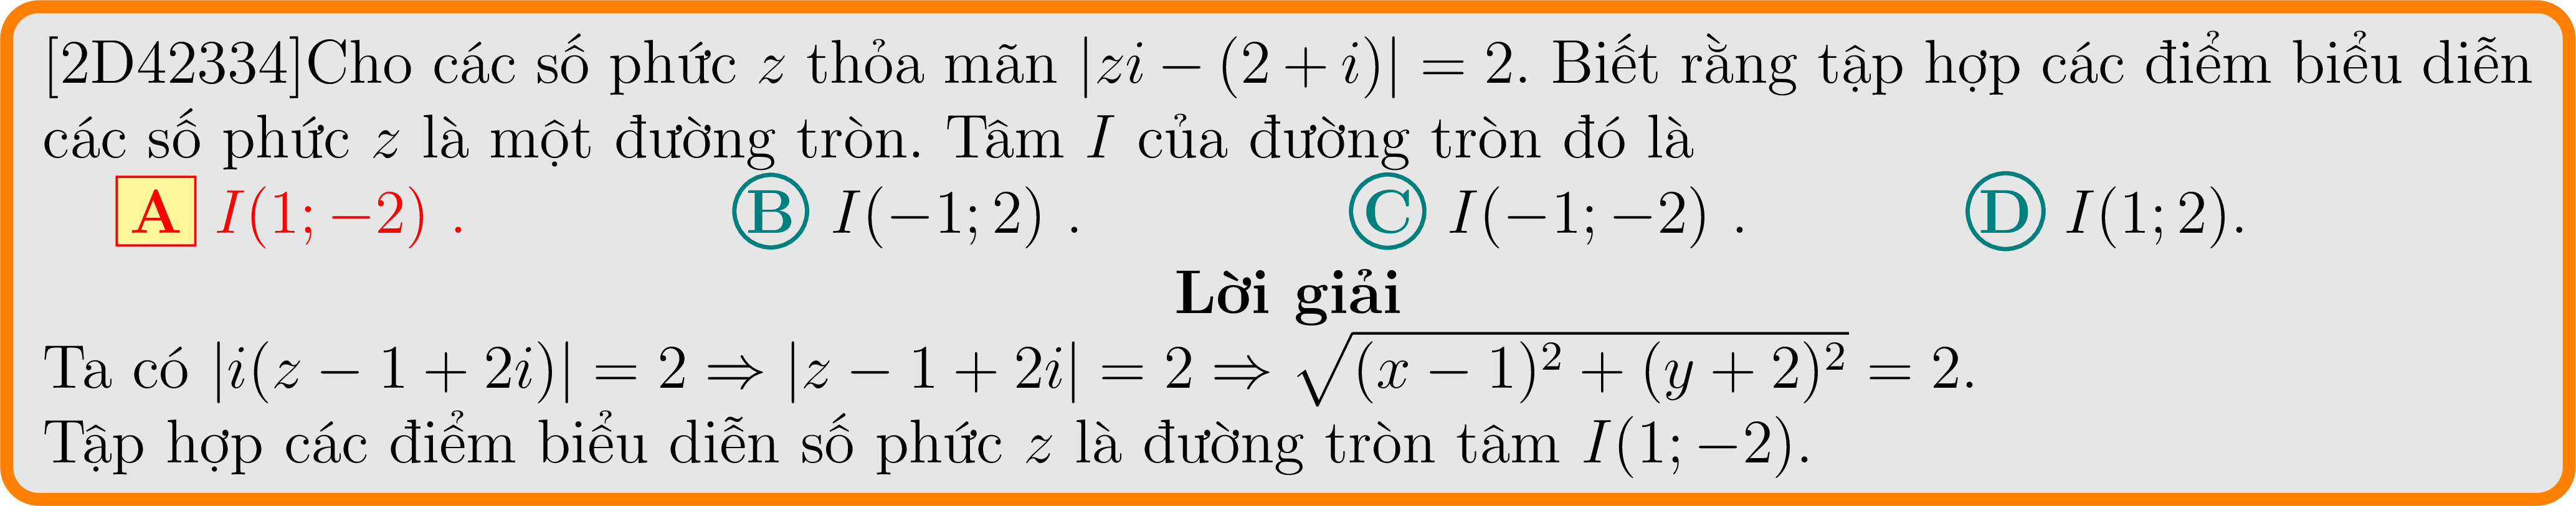 [2D42334]Cho các số phức z thỏa mãn |zi − (2 + i)| = 2. Biết rằng tập hợp các điểm biểu diễn
các số phức z là một đường tròn. Tâm I của đường tròn đó là
A I(1; −2) . B I(−1; 2) . C I(−1; −2) . D I(1; 2).
Lời giải
Ta có |i(z − 1 + 2i)| = 2 ⇒ |z − 1 + 2i| = 2 ⇒ √((x − 1)² + (y + 2)²) = 2.
Tập hợp các điểm biểu diễn số phức z là đường tròn tâm I(1; −2).